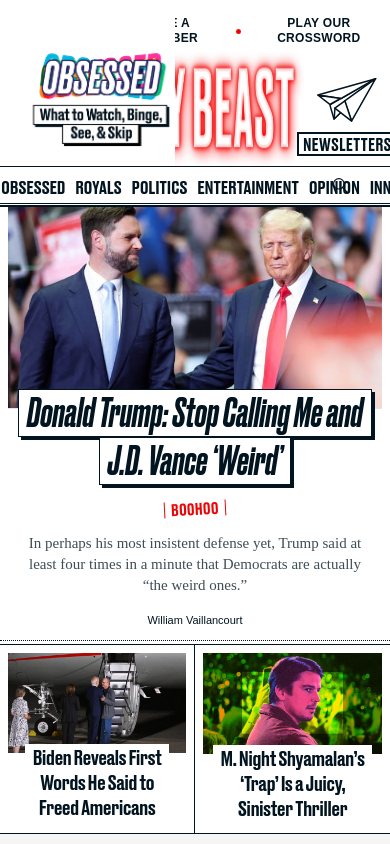 E A
BER
PLAY OUR
CROSSWORD
OBSESSED
What to Watch, Binge,
See, & Skip
Y BEAST
NEWSLETTERS
OBSESSED ROYALS POLITICS ENTERTAINMENT OPINION INN
Donald Trump: Stop Calling Me and
J.D. Vance ‘Weird’
BOOHOO
In perhaps his most insistent defense yet, Trump said at
least four times in a minute that Democrats are actually
“the weird ones.”
William Vaillancourt
Biden Reveals First
Words He Said to
Freed Americans
M. Night Shyamalan’s
‘Trap’ Is a Juicy,
Sinister Thriller